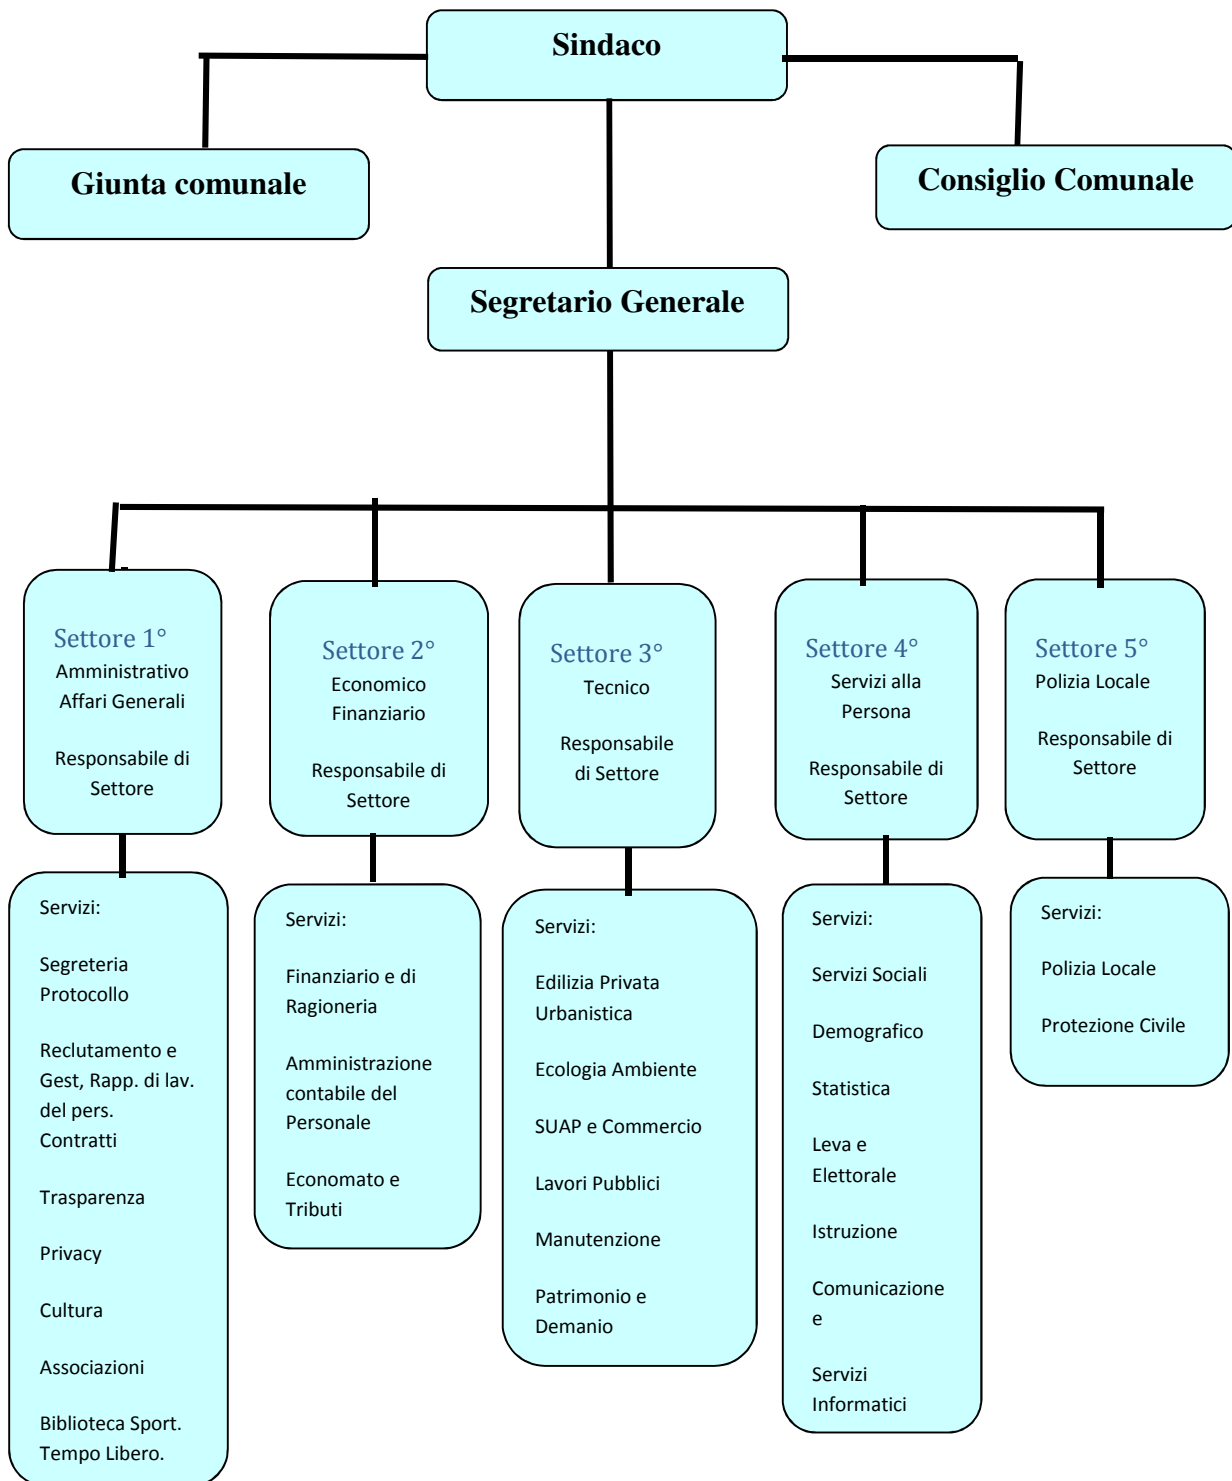 Sindaco
Giunta comunale
Consiglio Comunale
Segretario Generale
Settore 1°
Amministrativo
Affari Generali
Responsabile di
Settore
Settore 2°
Economico
Finanziario
Responsabile di
Settore
Settore 3°
Tecnico
Responsabile
di Settore
Settore 4°
Servizi alla
Persona
Responsabile di
Settore
Settore 5°
Polizia Locale
Responsabile di
Settore
Servizi:
Segreteria
Protocollo
Reclutamento e
Gest, Rapp. di lav.
del pers.
Contratti
Trasparenza
Privacy
Cultura
Associazioni
Biblioteca Sport.
Tempo Libero.
Servizi:
Finanziario e di
Ragioneria
Amministrazione
contabile del
Personale
Economato e
Tributi
Servizi:
Edilizia Privata
Urbanistica
Ecologia Ambiente
SUAP e Commercio
Lavori Pubblici
Manutenzione
Patrimonio e
Demanio
Servizi:
Servizi Sociali
Demografico
Statistica
Leva e
Elettorale
Istruzione
Comunicazione
e
Servizi
Informatici
Servizi:
Polizia Locale
Protezione Civile